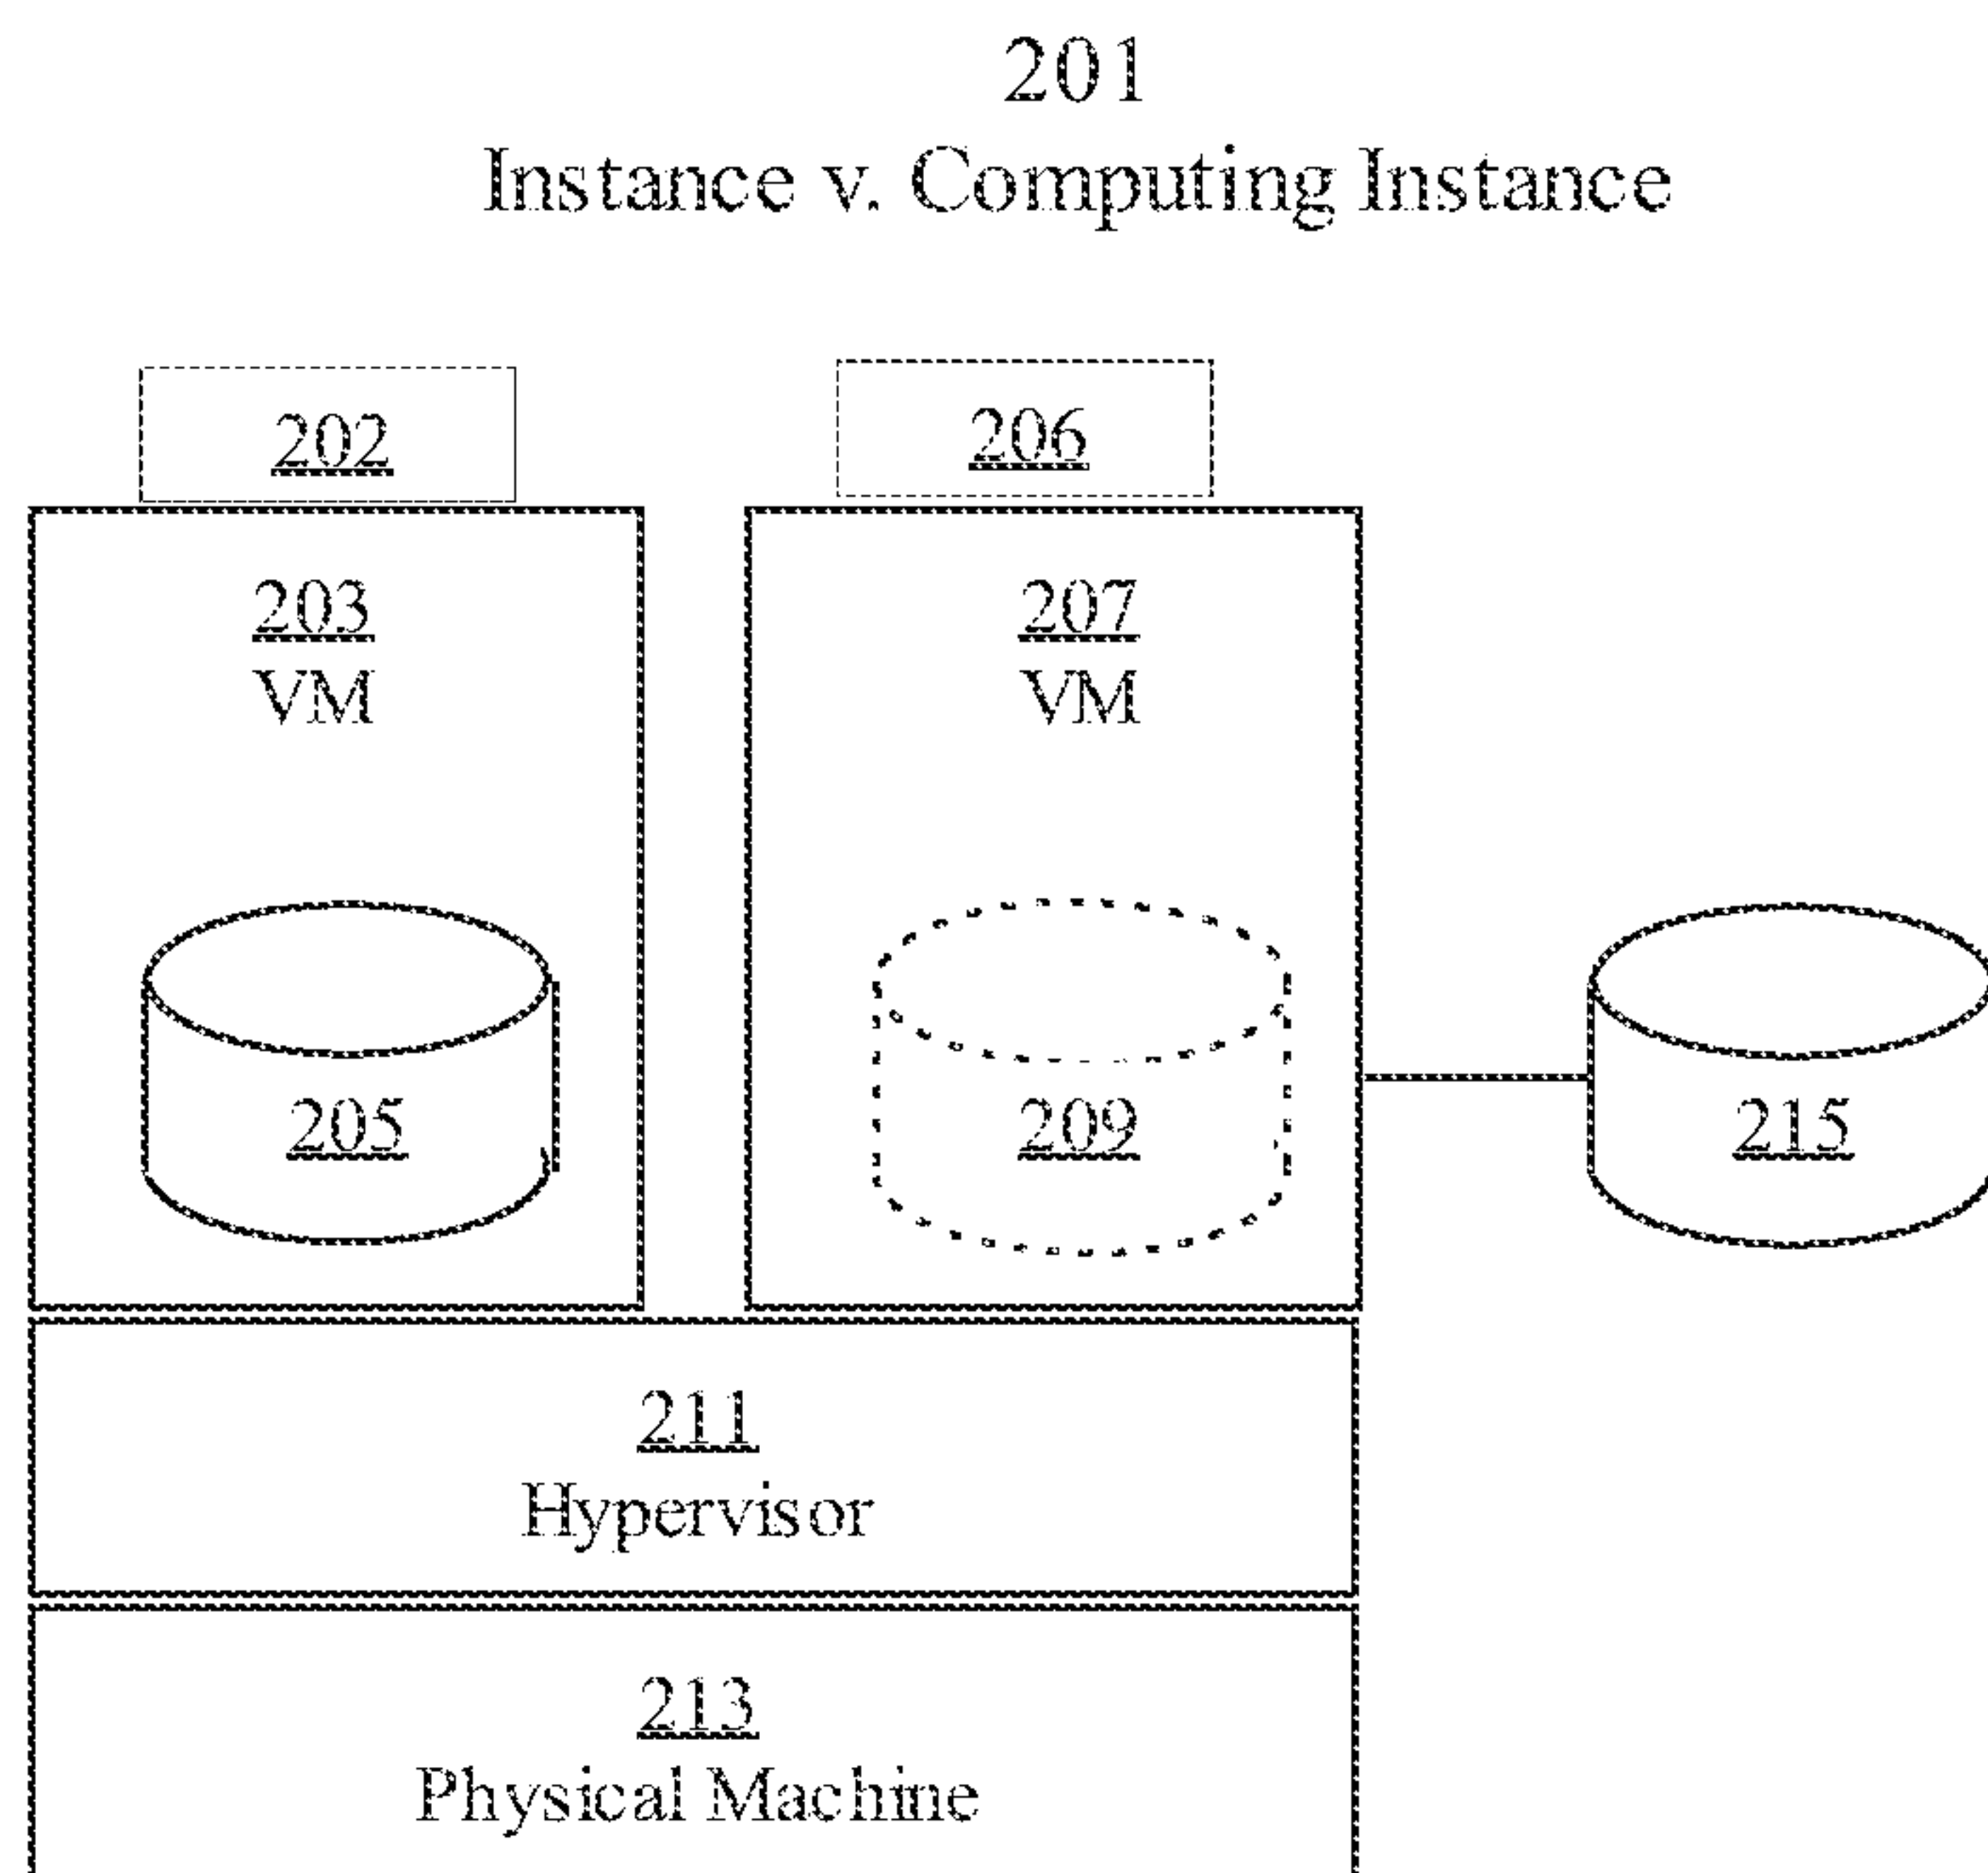 201
Instance v. Computing Instance
202
206
203
VM
207
VM
205
209
215
211
Hypervisor
213
Physical Machine